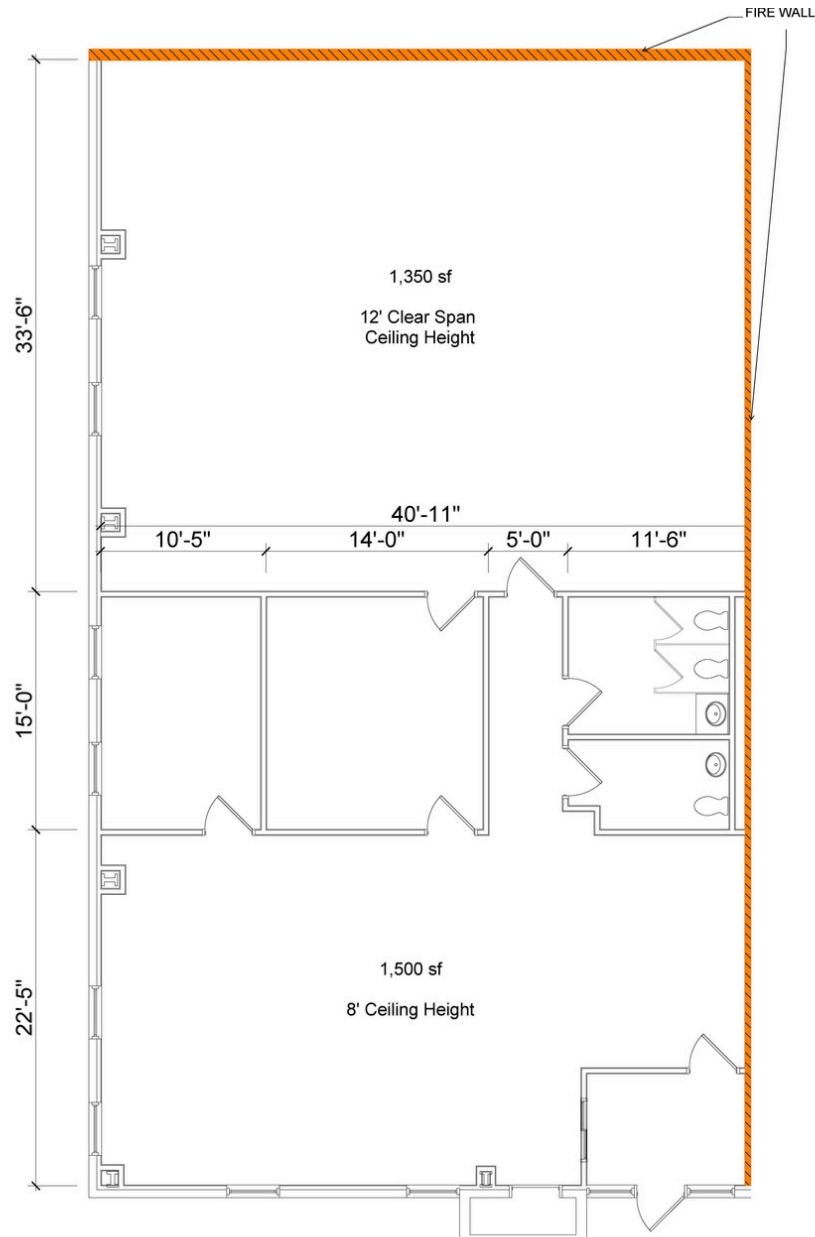 FIRE WALL
1,350 sf
12' Clear Span
Ceiling Height
33'-6"
40'-11"
10'-5"
14'-0"
5'-0"
11'-6"
15'-0"
1,500 sf
8' Ceiling Height
22'-5"